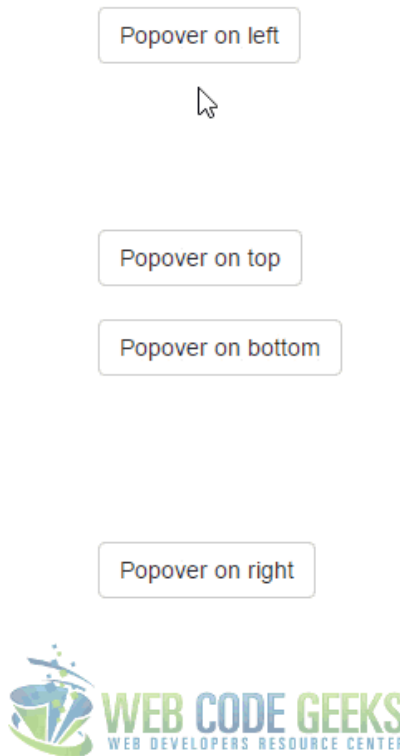 Popover on left
Popover on top
Popover on bottom
Popover on right
WEB CODE GEEKS
WEB DEVELOPERS RESOURCE CENTER